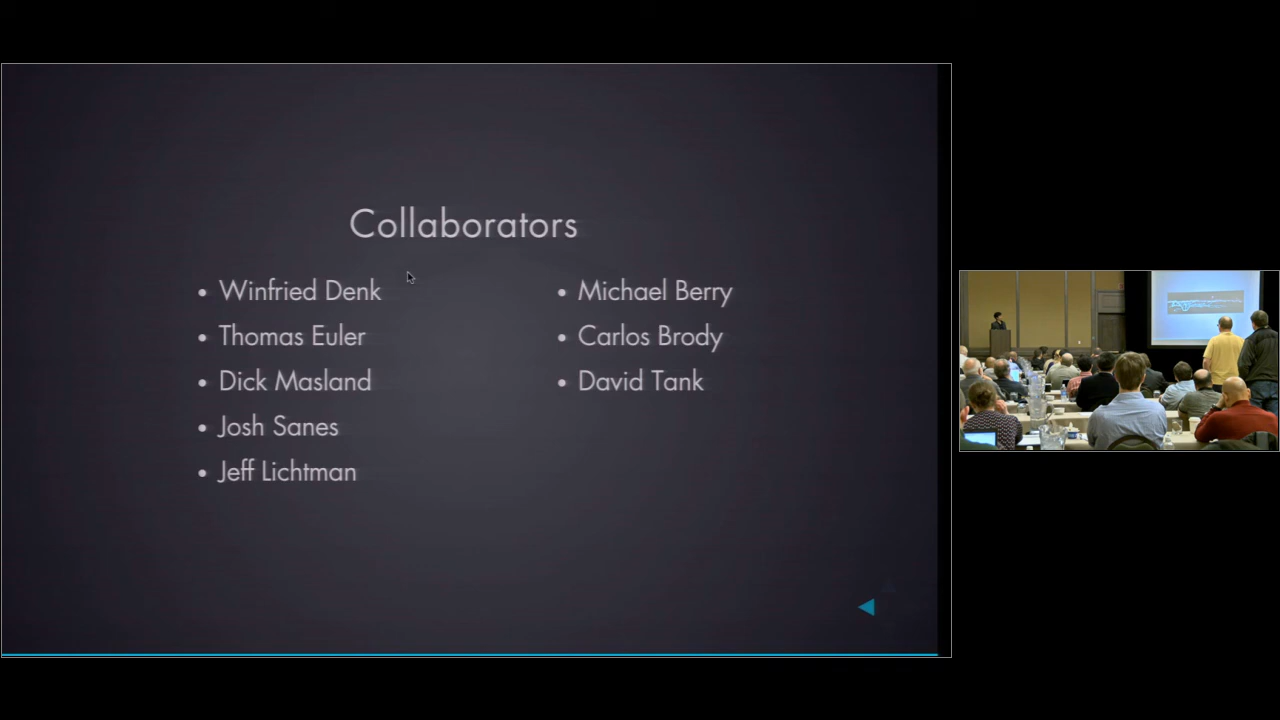 Collaborators
Winfried Denk
Thomas Euler
Dick Masland
Josh Sanes
Jeff Lichtman
Michael Berry
Carlos Brody
David Tank